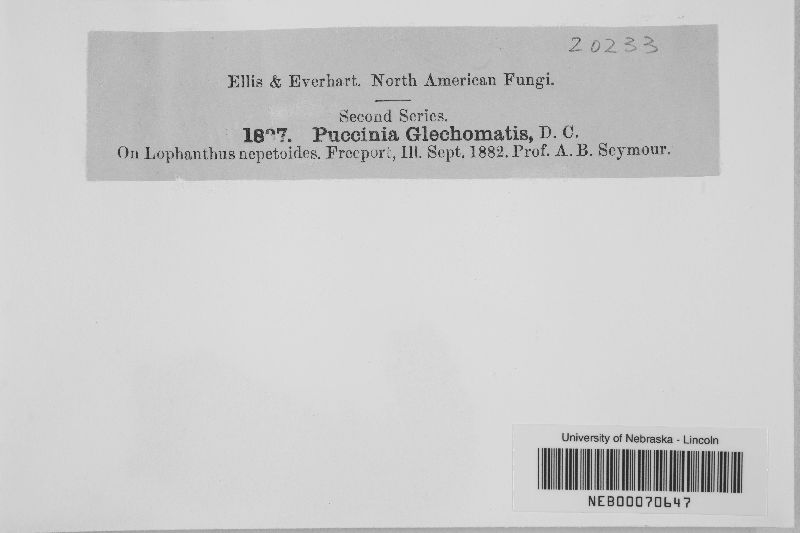 20233
Ellis & Everhart. North American Fungi.
Second Series.
Puccinia Glechomatis, D. C.
On Lophanthus nepetoides. Freeport, Ill. Sept. 1882. Prof. A. B. Seymour.
University of Nebraska - Lincoln
NEB00070647